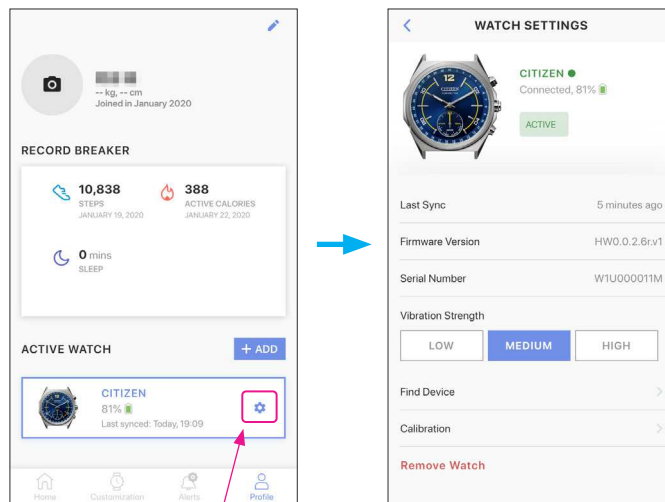 -- kg, -- cm
Joined in January 2020
RECORD BREAKER
10,838
STEPS
JANUARY 19, 2020
388
ACTIVE CALORIES
JANUARY 22, 2020
0 mins
SLEEP
ACTIVE WATCH
+ ADD
CITIZEN
81%
Last synced: Today, 19:09
Home
Customization
Alerts
Profile
WATCH SETTINGS
12
CITIZEN
CITIZEN
Connected, 81%
ACTIVE
Last Sync
5 minutes ago
Firmware Version
HW0.0.2.6r.v1
Serial Number
W1U000011M
Vibration Strength
LOW
MEDIUM
HIGH
Find Device
Calibration
Remove Watch